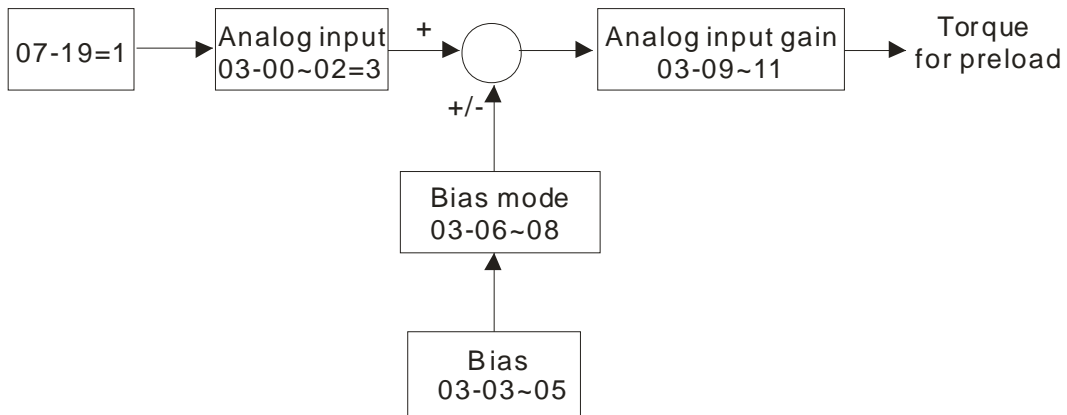 07-19=1
Analog input
03-00~02=3
+
Analog input gain
03-09~11
Torque
for preload
+/-
Bias mode
03-06~08
Bias
03-03~05